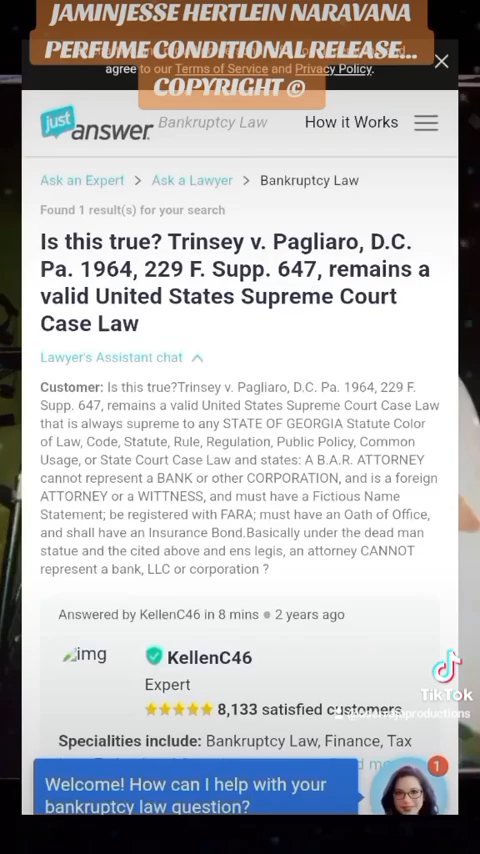 JAMINJESSE HERTLEIN NARAVANA
PERFUME CONDITIONAL RELEASE...
COPYRIGHT ©
agree to our Terms of Service and Privacy Policy.
just answer Bankruptcy Law How it Works
Ask an Expert > Ask a Lawyer > Bankruptcy Law
Found 1 result(s) for your search
Is this true? Trinsey v. Pagliaro, D.C.
Pa. 1964, 229 F. Supp. 647, remains a
valid United States Supreme Court
Case Law
Lawyer's Assistant chat
Customer: Is this true?Trinsey v. Pagliaro, D.C. Pa. 1964, 229 F.
Supp. 647, remains a valid United States Supreme Court Case Law
that is always supreme to any STATE OF GEORGIA Statute Color
of Law, Code, Statute, Rule, Regulation, Public Policy, Common
Usage, or State Court Case Law and states: A B.A.R. ATTORNEY
cannot represent a BANK or other CORPORATION, and is a foreign
ATTORNEY or a WITTNESS, and must have a Fictious Name
Statement; be registered with FARA; must have an Oath of Office,
and shall have an Insurance Bond.Basically under the dead man
statue and the cited above and ens legis, an attorney CANNOT
represent a bank, LLC or corporation ?
Answered by KellenC46 in 8 mins 2 years ago
img
KellenC46
Expert
8,133 satisfied customers
TikTok
Specialities include: Bankruptcy Law, Finance, Tax
Welcome! How can I help with your
bankruptcy law question?
1